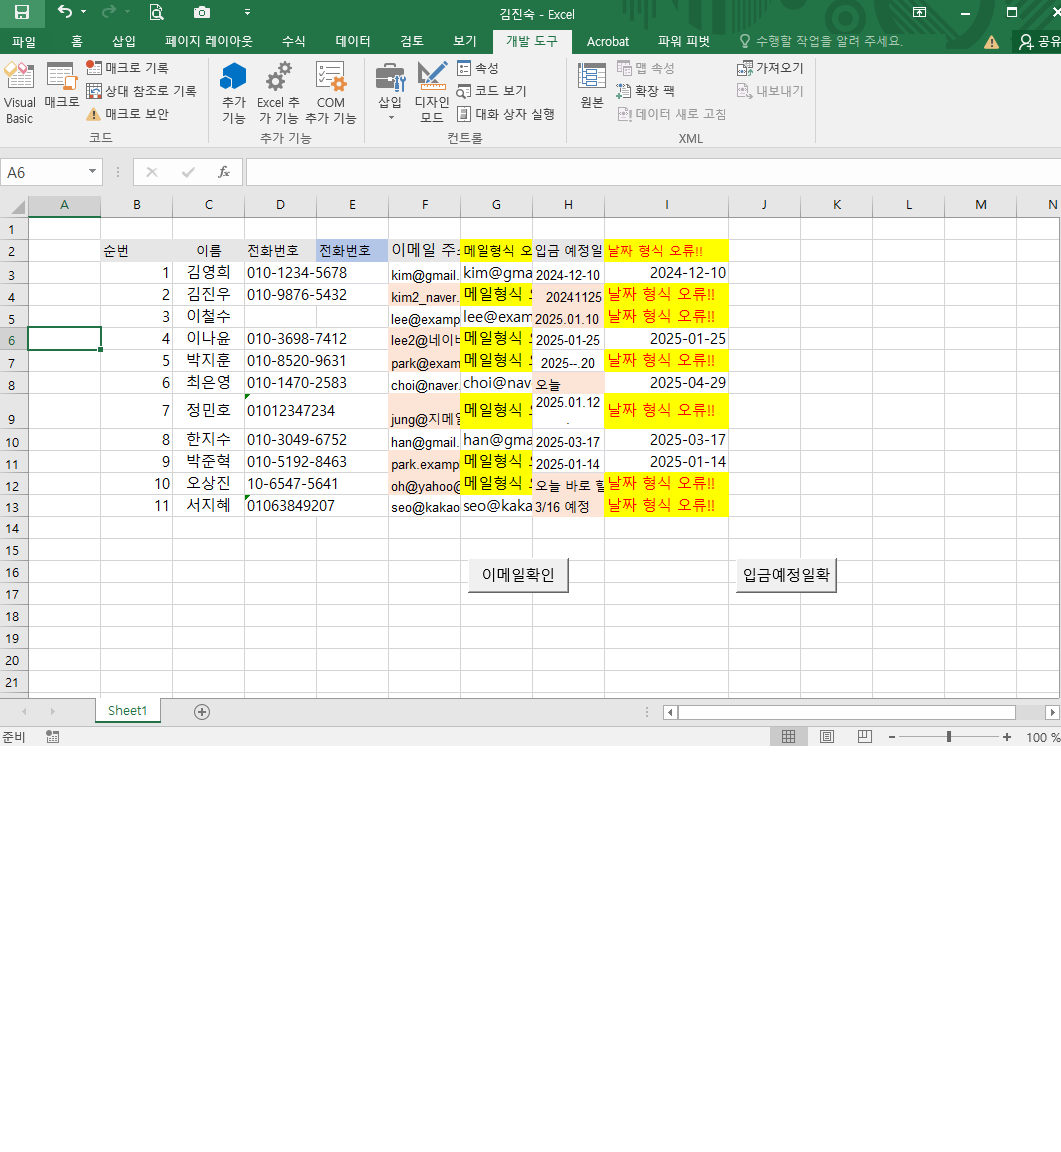 김진숙 - Excel
파일 홈 삽입 페이지 레이아웃 수식 데이터 검토 보기 개발 도구 Acrobat 파워 피벗 수행할 작업을 알려 주세요. 공유
Visual Basic
매크로
매크로 기록
상대 참조로 기록
매크로 보안
코드
추가 기능
Excel 추가 기능
COM 추가 기능
추가 기능
삽입
디자인 모드
속성
코드 보기
대화 상자 실행
컨트롤
원본
맵 속성
확장 팩
데이터 새로 고침
가져오기
내보내기
XML
A6 fx
A B C D E F G H I J K L M N
1
2 순번 이름 전화번호 전화번호 이메일 주 메일형식 오 입금 예정일 날짜 형식 오류!!
3 1 김영희 010-1234-5678 kim@gmail. kim@gma 2024-12-10 2024-12-10
4 2 김진우 010-9876-5432 kim2_naver. 메일형식 20241125 날짜 형식 오류!!
5 3 이철수 lee@examp lee@exam 2025.01.10 날짜 형식 오류!!
6 4 이나윤 010-3698-7412 lee2@네이버 메일형식 2025-01-25 2025-01-25
7 5 박지훈 010-8520-9631 park@exam 메일형식 2025--.20 날짜 형식 오류!!
8 6 최은영 010-1470-2583 choi@naver. choi@nav 오늘 2025-04-29
9 7 정민호 01012347234 jung@지메일 메일형식 2025.01.12 . 날짜 형식 오류!!
10 8 한지수 010-3049-6752 han@gmail. han@gma 2025-03-17 2025-03-17
11 9 박준혁 010-5192-8463 park.examp 메일형식 2025-01-14 2025-01-14
12 10 오상진 10-6547-5641 oh@yahoo@ 메일형식 오늘 바로 할 날짜 형식 오류!!
13 11 서지혜 01063849207 seo@kakao seo@kaka 3/16 예정 날짜 형식 오류!!
14
15
16 이메일확인 입금예정일확
17
18
19
20
21
Sheet1
준비 100 %